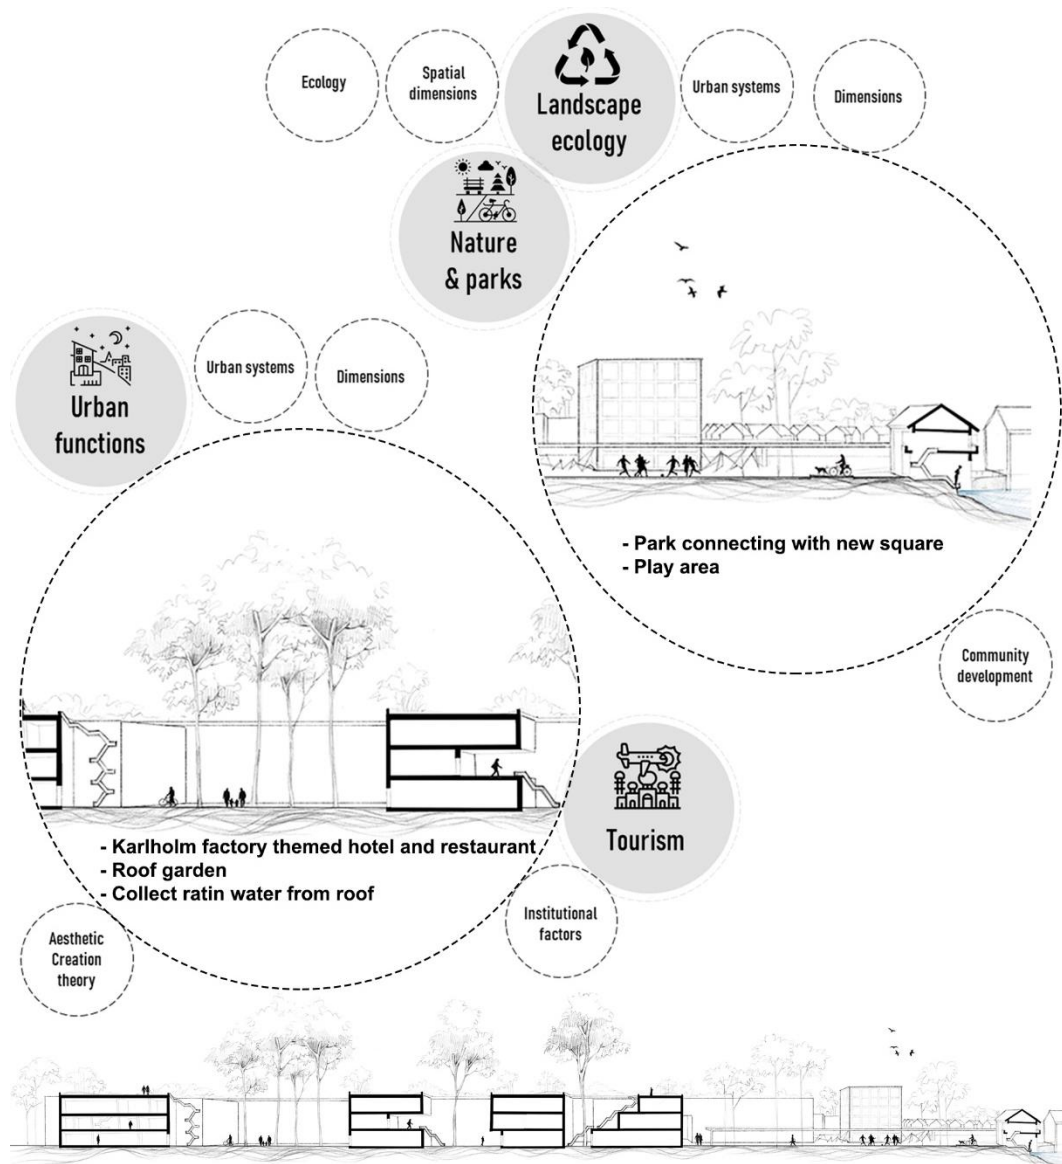 Ecology
Spatial
dimensions
Landscape
ecology
Urban systems
Dimensions
Nature
& parks
Urban
functions
Urban systems
Dimensions
- Park connecting with new square
- Play area
Community
development
Tourism
- Karlholm factory themed hotel and restaurant
- Roof garden
- Collect ratin water from roof
Institutional
factors
Aesthetic
Creation
theory